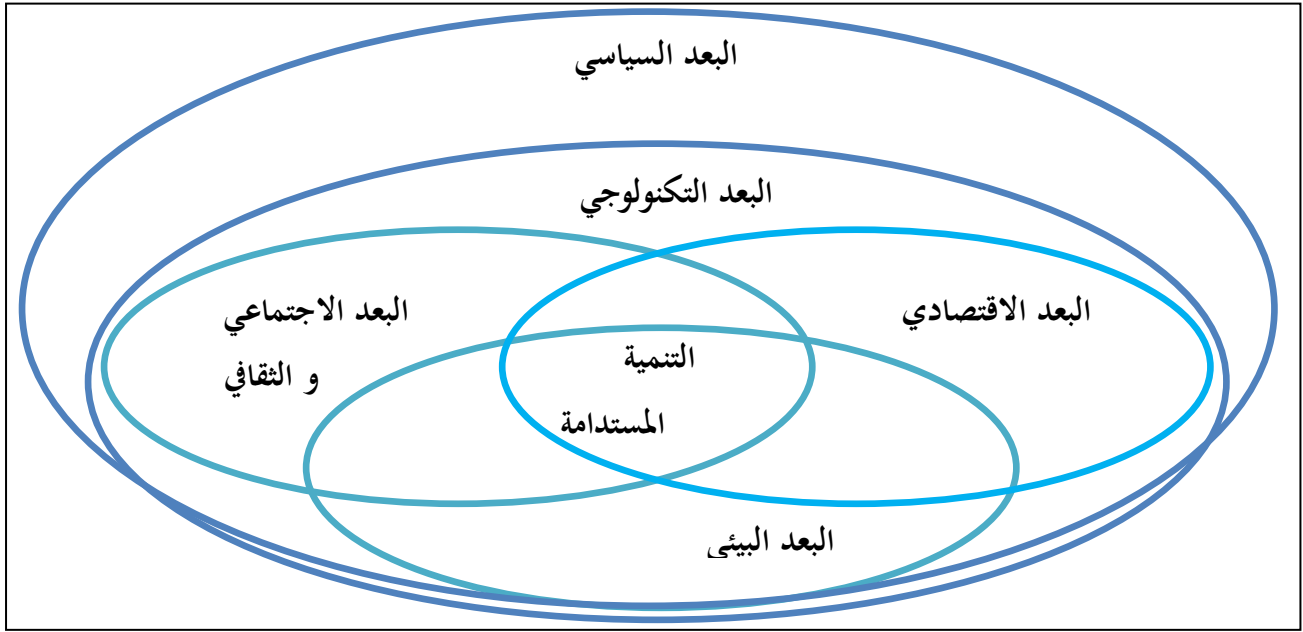 البعد السياسي
البعد التكنولوجي
البعد الاقتصادي
البعد الاجتماعي
و الثقافي
التنمية
المستدامة
البعد البيئي